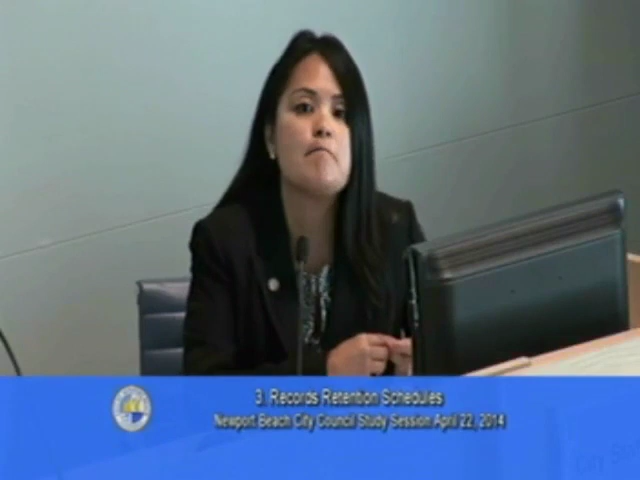 3. Records Retention Schedules
Newport Beach City Council Study Session April 22, 2014